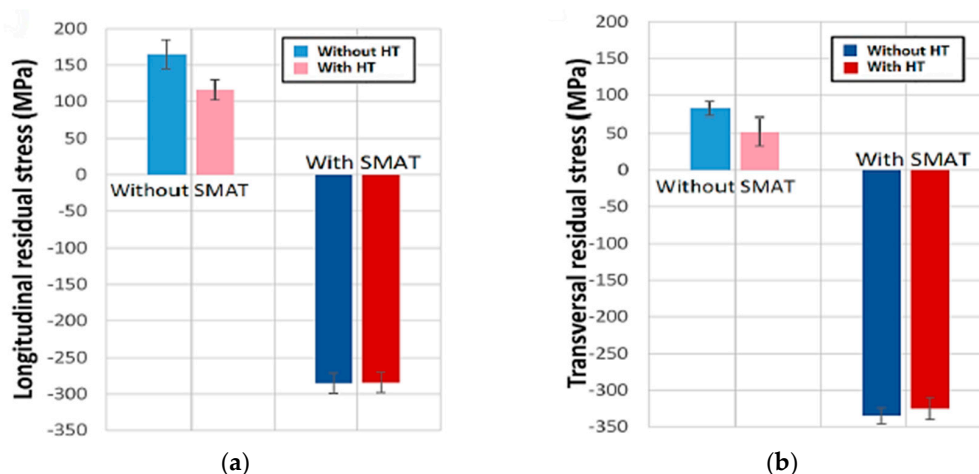 Longitudinal residual stress (MPa)
200
150
100
50
0
-50
-100
-150
-200
-250
-300
-350
Without HT
With HT
With SMAT
Without SMAT
(a)
Transversal residual stress (MPa)
200
150
100
50
0
-50
-100
-150
-200
-250
-300
-350
Without HT
With HT
With SMAT
Without SMAT
(b)